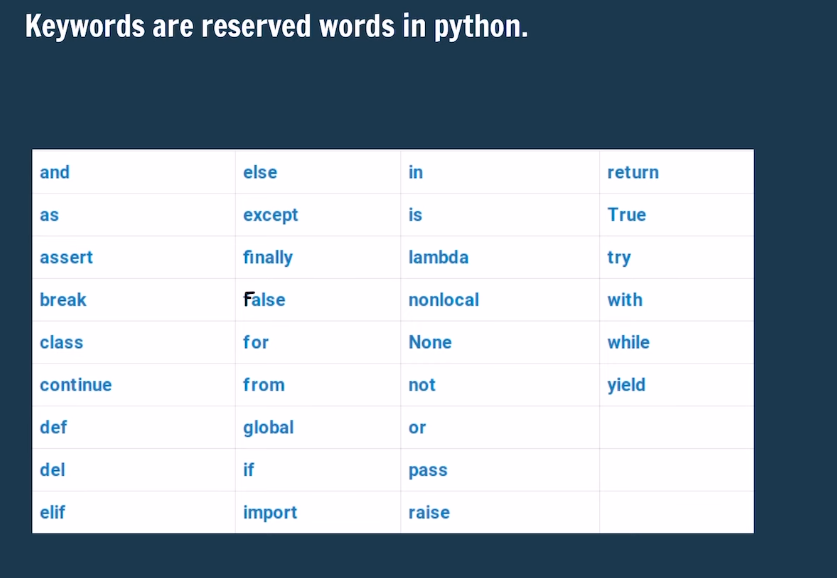 Keywords are reserved words in python.
and else in return
as except is True
assert finally lambda try
break False nonlocal with
class for None while
continue from not yield
def global or
del if pass
elif import raise